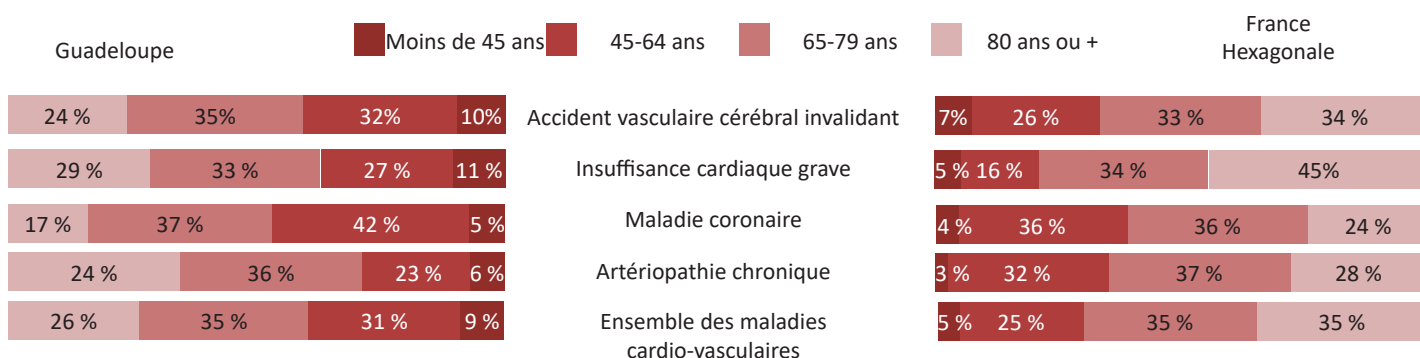 Guadeloupe
Moins de 45 ans 45-64 ans 65-79 ans 80 ans ou +
France
Hexagonale
24 % 35% 32% 10% Accident vasculaire cérébral invalidant 7% 26 % 33 % 34 %
29 % 33 % 27 % 11 % Insuffisance cardiaque grave 5 % 16 % 34 % 45%
17 % 37 % 42 % 5 % Maladie coronaire 4 % 36 % 36 % 24 %
24 % 36 % 23 % 6 % Artériopathie chronique 3 % 32 % 37 % 28 %
26 % 35 % 31 % 9 % Ensemble des maladies 5 % 25 % 35 % 35 %
cardio-vasculaires